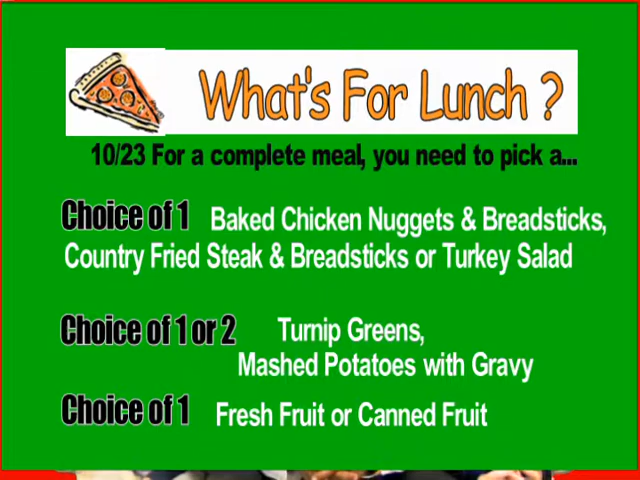 What's For Lunch ?
10/23 For a complete meal, you need to pick a...
Choice of 1 Baked Chicken Nuggets & Breadsticks,
Country Fried Steak & Breadsticks or Turkey Salad
Choice of 1 or 2 Turnip Greens,
Mashed Potatoes with Gravy
Choice of 1 Fresh Fruit or Canned Fruit